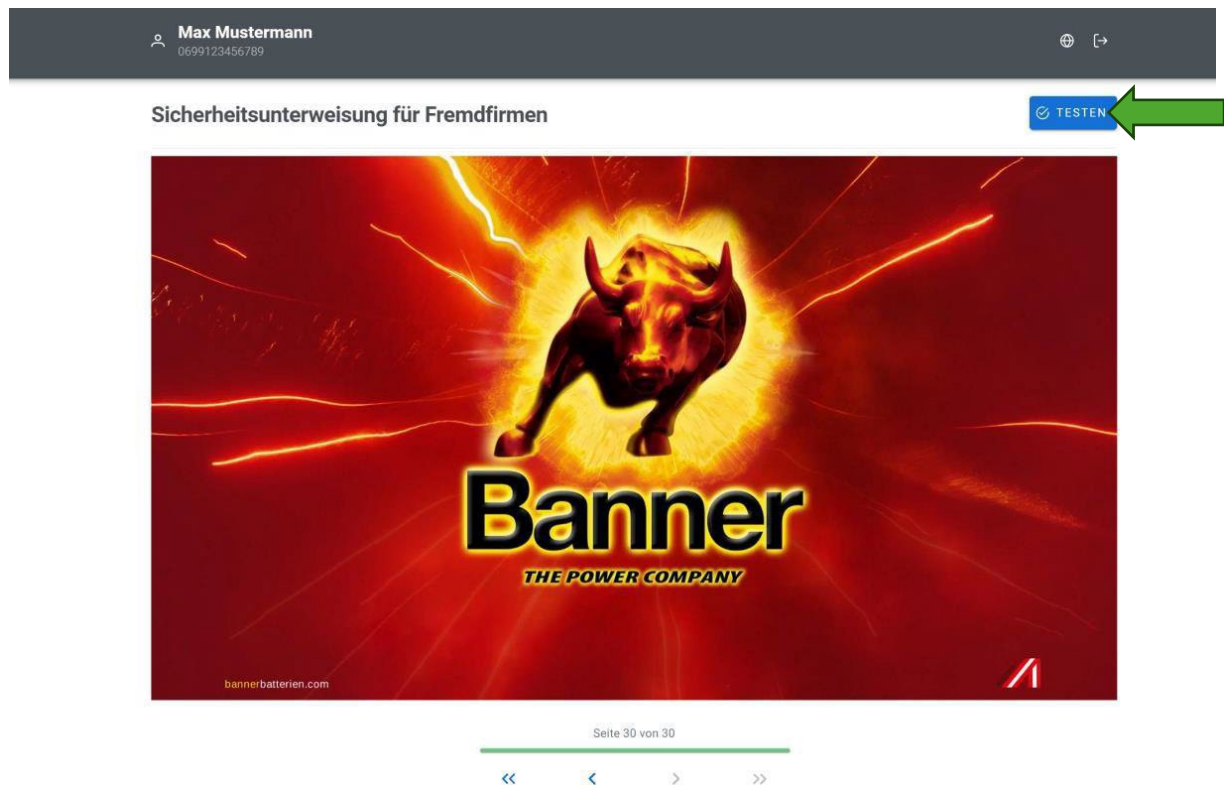 Max Mustermann
0699123456789
Sicherheitsunterweisung für Fremdfirmen
TESTEN
Banner
THE POWER COMPANY
bannerbatterien.com
Seite 30 von 30